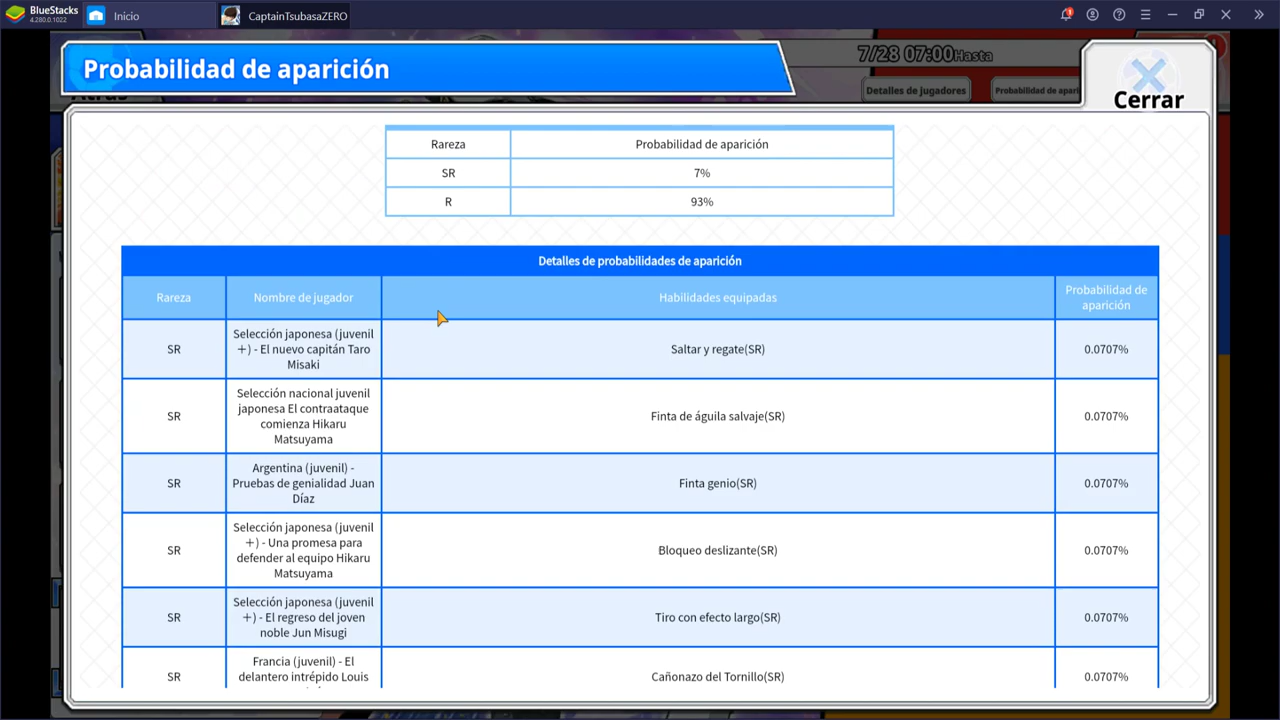 BlueStacks
4.280.0.1022
Inicio
CaptainTsubasaZERO
1
Probabilidad de aparición
7/28 07:00Hasta
Atrás
Detalles de jugadores
Probabilidad de apari
Cerrar
Rareza
Probabilidad de aparición
SR
7%
R
93%
Detalles de probabilidades de aparición
Rareza
Nombre de jugador
Habilidades equipadas
Probabilidad de
aparición
SR
Selección japonesa (juvenil
+) - El nuevo capitán Taro
Misaki
Saltar y regate(SR)
0.0707%
SR
Selección nacional juvenil
japonesa El contraataque
comienza Hikaru
Matsuyama
Finta de águila salvaje(SR)
0.0707%
SR
Argentina (juvenil) -
Pruebas de genialidad Juan
Díaz
Finta genio(SR)
0.0707%
SR
Selección japonesa (juvenil
+) - Una promesa para
defender al equipo Hikaru
Matsuyama
Bloqueo deslizante(SR)
0.0707%
SR
Selección japonesa (juvenil
+) - El regreso del joven
noble Jun Misugi
Tiro con efecto largo(SR)
0.0707%
SR
Francia (juvenil) - El
delantero intrépido Louis
Cañonazo del Tornillo(SR)
0.0707%